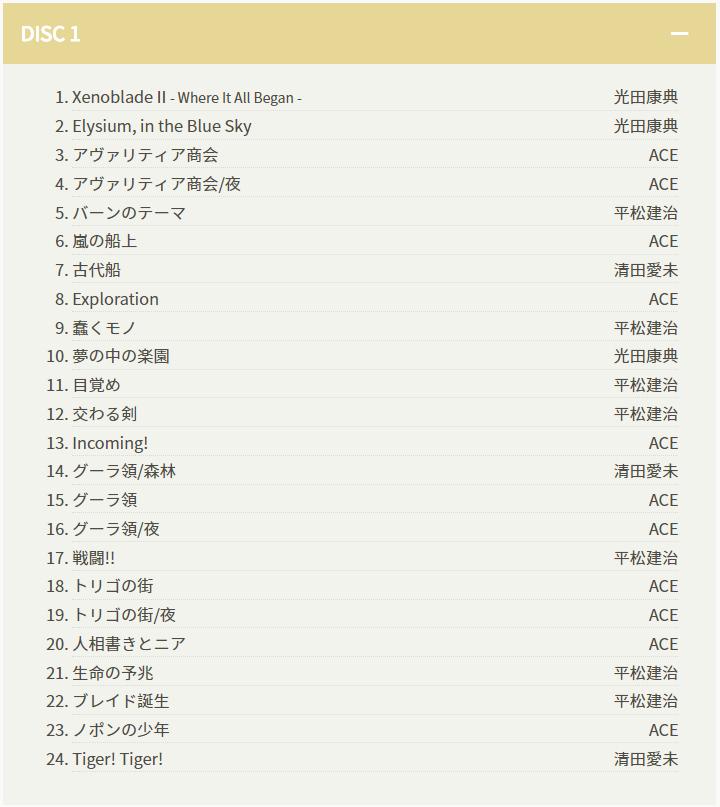 DISC 1
1. Xenoblade II - Where It All Began - 光田康典
2. Elysium, in the Blue Sky 光田康典
3. アヴァリティア商会 ACE
4. アヴァリティア商会/夜 ACE
5. バーンのテーマ 平松建治
6. 嵐の船上 ACE
7. 古代船 清田愛未
8. Exploration ACE
9. 蠢くモノ 平松建治
10. 夢の中の楽園 光田康典
11. 目覚め 平松建治
12. 交わる剣 平松建治
13. Incoming! ACE
14. グーラ領/森林 清田愛未
15. グーラ領 ACE
16. グーラ領/夜 ACE
17. 戦闘!! 平松建治
18. トリゴの街 ACE
19. トリゴの街/夜 ACE
20. 人相書きとニア ACE
21. 生命の予兆 平松建治
22. ブレイド誕生 平松建治
23. ノポンの少年 ACE
24. Tiger! Tiger! 清田愛未